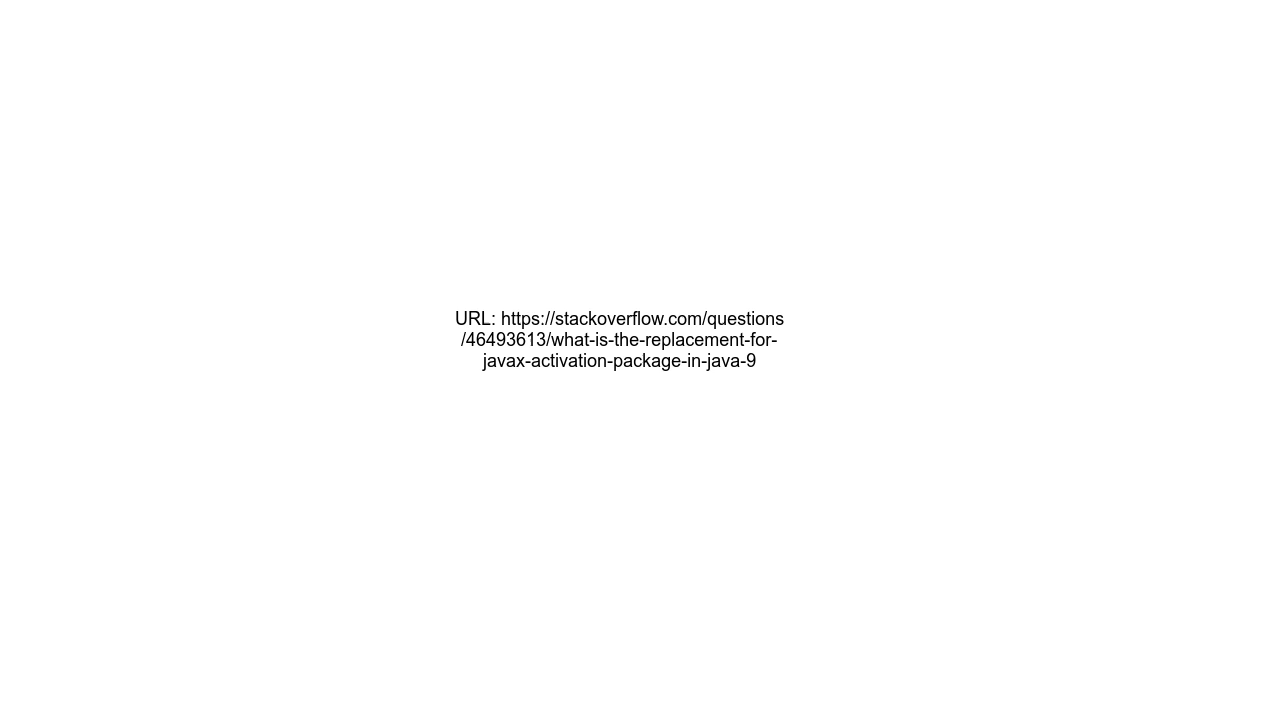 URL: https://stackoverflow.com/questions
/46493613/what-is-the-replacement-for-
javax-activation-package-in-java-9